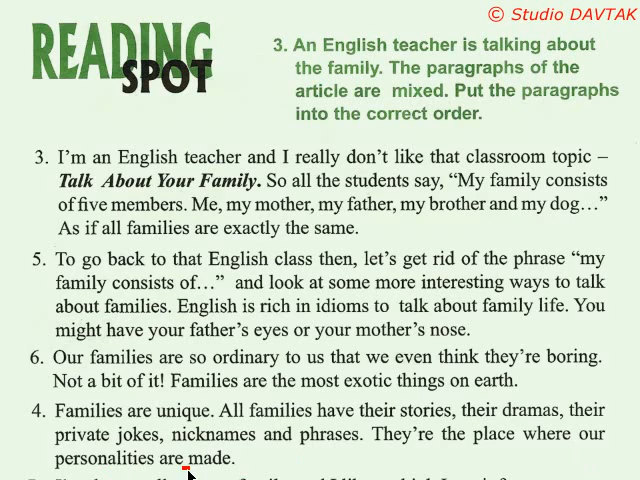 © Studio DAVTAK
READING
SPOT
3. An English teacher is talking about
the family. The paragraphs of the
article are mixed. Put the paragraphs
into the correct order.
3. I'm an English teacher and I really don't like that classroom topic –
Talk About Your Family. So all the students say, “My family consists
of five members. Me, my mother, my father, my brother and my dog…”
As if all families are exactly the same.
5. To go back to that English class then, let's get rid of the phrase “my
family consists of…” and look at some more interesting ways to talk
about families. English is rich in idioms to talk about family life. You
might have your father's eyes or your mother's nose.
6. Our families are so ordinary to us that we even think they're boring.
Not a bit of it! Families are the most exotic things on earth.
4. Families are unique. All families have their stories, their dramas, their
private jokes, nicknames and phrases. They're the place where our
personalities are made.